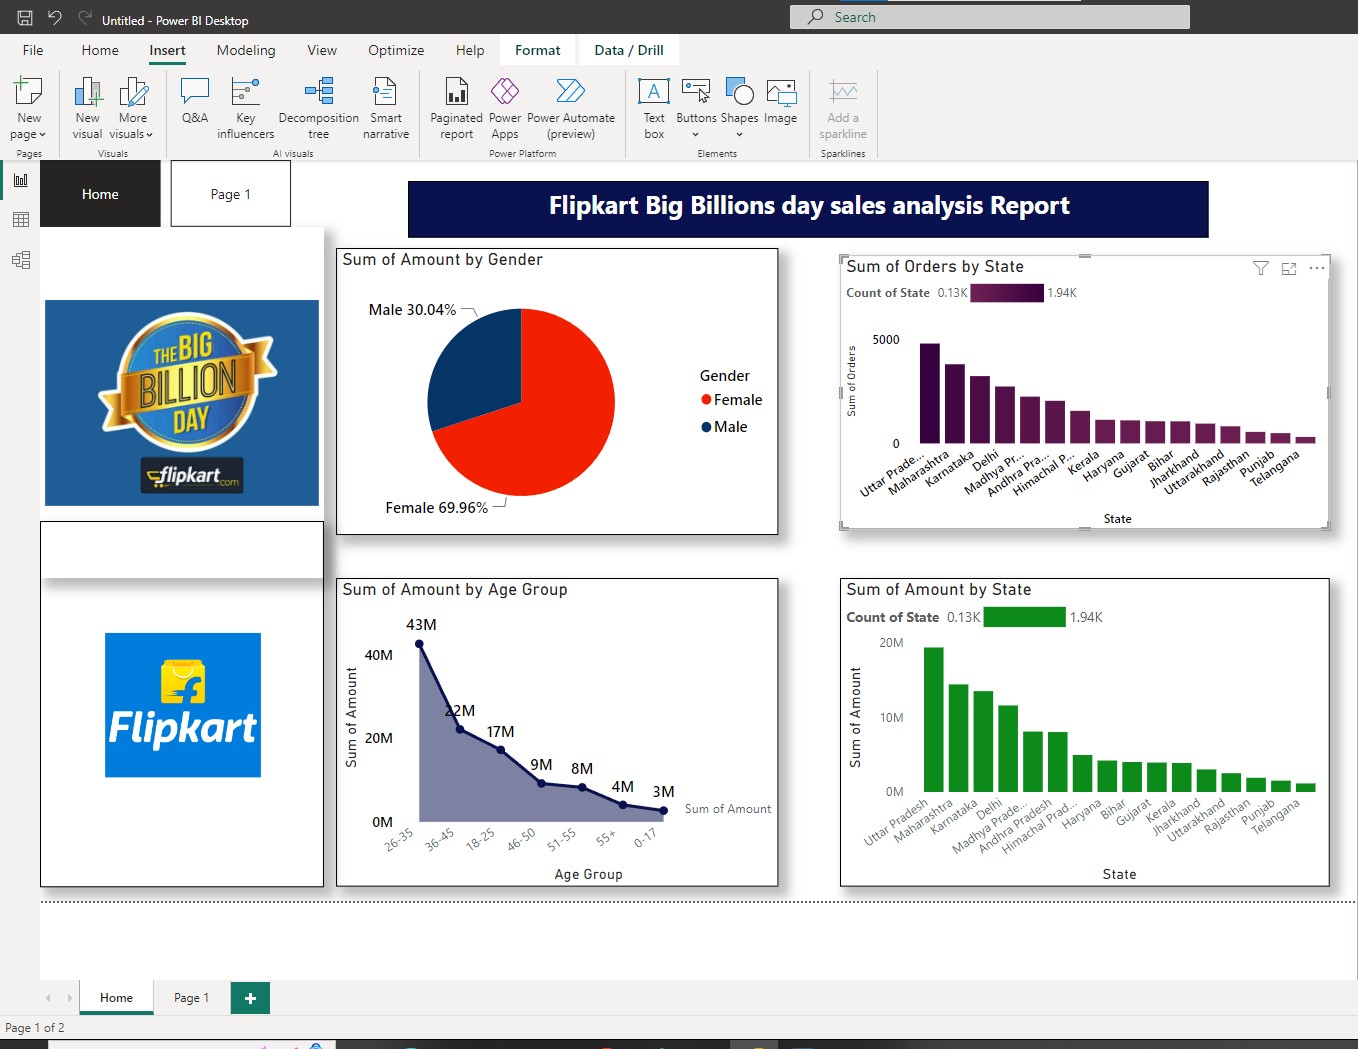 Untitled - Power BI Desktop
Search
File Home Insert Modeling View Optimize Help Format Data / Drill
New page
New visual
More visuals
Q&A
Key influencers
Decomposition tree
Smart narrative
Paginated report
Power Apps
Power Automate (preview)
Text box
Buttons
Shapes
Image
Add a sparkline
Pages Visuals AI visuals Power Platform Elements Sparklines
Home
Page 1
Flipkart Big Billions day sales analysis Report
THE BIG
BILLION
DAY
flipkart.com
Sum of Amount by Gender
Male 30.04%
Female 69.96%
Gender
Female
Male
Sum of Orders by State
Count of State 0.13K 1.94K
Sum of Orders
5000
0
Uttar Prade...
Maharashtra
Karnataka
Delhi
Madhya Pr...
Andhra Pra...
Himachal P...
Kerala
Haryana
Gujarat
Bihar
Jharkhand
Uttarakhand
Rajasthan
Punjab
Telangana
State
Flipkart
Sum of Amount by Age Group
Sum of Amount
40M
20M
0M
43M
22M
17M
9M
8M
4M
3M
Sum of Amount
26-35
36-45
18-25
46-50
51-55
55+
0-17
Age Group
Sum of Amount by State
Count of State 0.13K 1.94K
Sum of Amount
20M
10M
0M
Uttar Pradesh
Maharashtra
Karnataka
Delhi
Madhya Prade...
Andhra Pradesh
Himachal Prad...
Haryana
Bihar
Gujarat
Kerala
Jharkhand
Uttarakhand
Rajasthan
Punjab
Telangana
State
Home
Page 1
Page 1 of 2